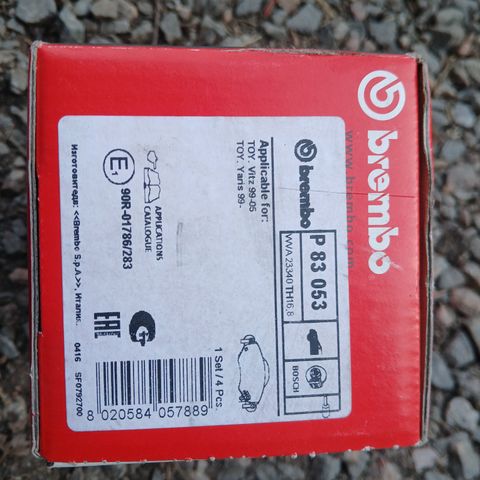 brembo
www.brembo.com
brembo
P 83 053
WVA 23340 TH16,8
BOSCH
Applicable for:
TOY. Vitz 99-05
TOY. Yaris 99-
1 Set / 4 Pcs.
APPLICATIONS
CATALOGUE
E1
90R-01786/283
EAC
8 020584 057889
Изготовитель: <<Brembo S.p.A.>>, Итали
0416
SF0792700